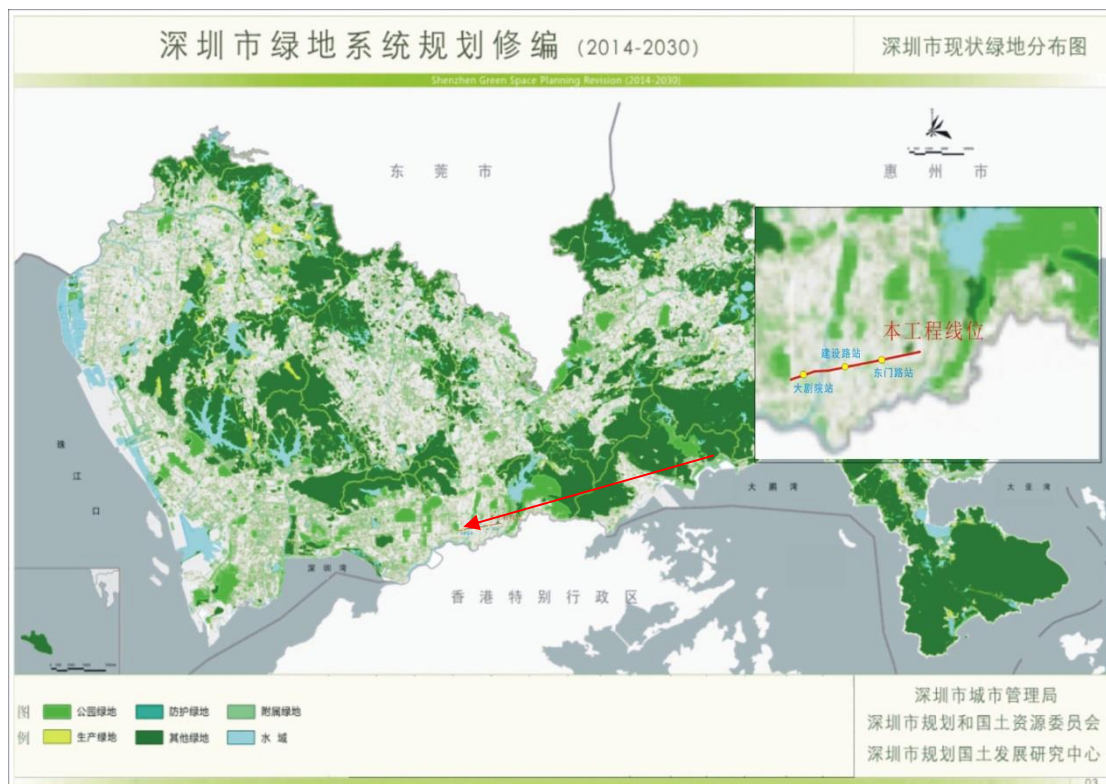 深圳市绿地系统规划修编 (2014-2030)
深圳市现状绿地分布图
Shenzhen Green Space Planning Revision (2014-2030)
东莞市
惠州市
本工程线位
建设路站
东门路站
大剧院站
珠江口
大鹏湾
大亚湾
深圳湾
香港特别行政区
图例
公园绿地
防护绿地
附属绿地
生产绿地
其他绿地
水域
深圳市城市管理局
深圳市规划和国土资源委员会
深圳市规划国土发展研究中心
03